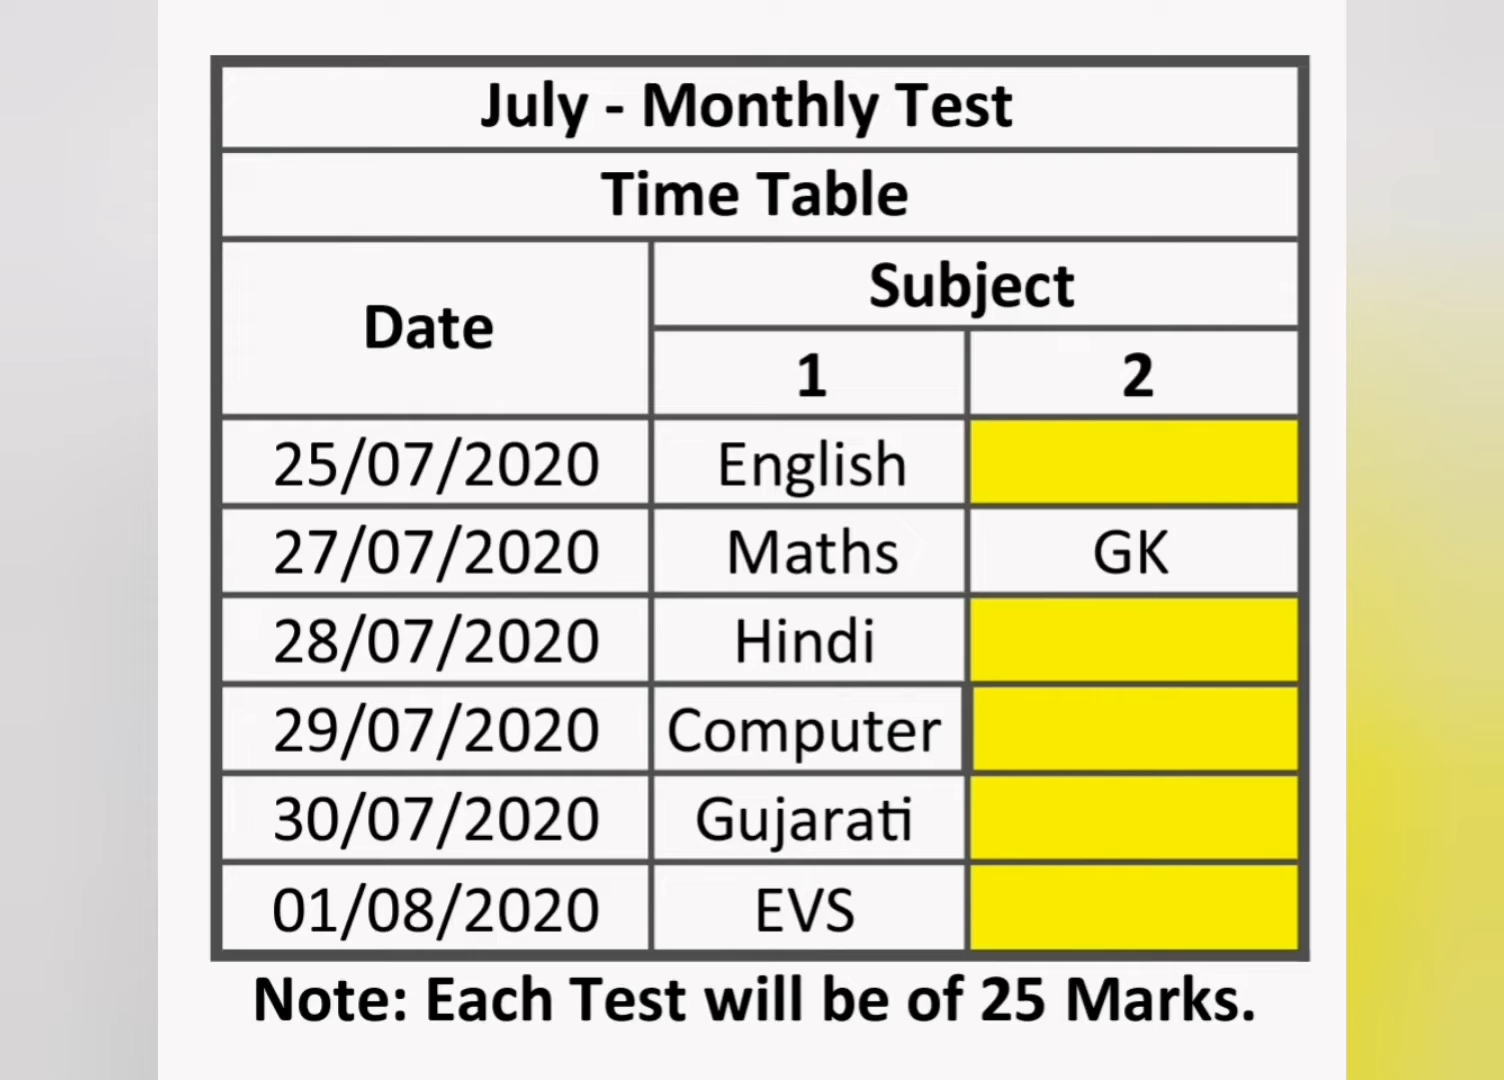 July - Monthly Test
Time Table
Date
Subject
1 2
25/07/2020 English
27/07/2020 Maths GK
28/07/2020 Hindi
29/07/2020 Computer
30/07/2020 Gujarati
01/08/2020 EVS
Note: Each Test will be of 25 Marks.